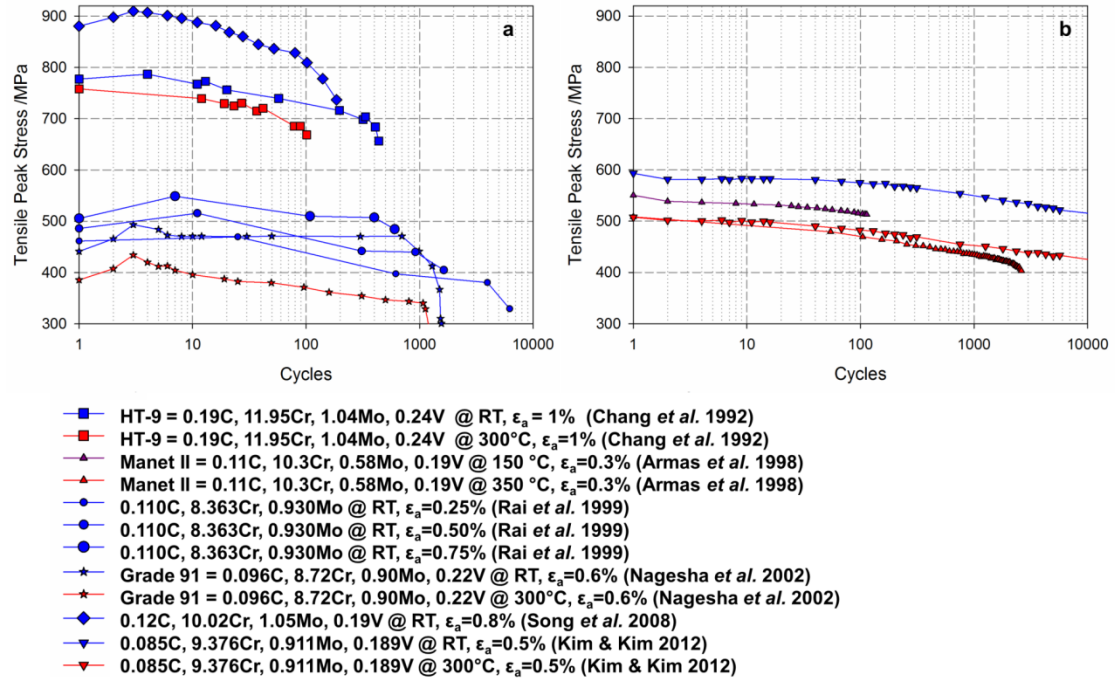 a
b
Tensile Peak Stress /MPa
900
800
700
600
500
400
300
1
10
100
1000
10000
Cycles
Tensile Peak Stress /MPa
900
800
700
600
500
400
300
1
10
100
1000
10000
Cycles
HT-9 = 0.19C, 11.95Cr, 1.04Mo, 0.24V @ RT, εa = 1% (Chang et al. 1992)
HT-9 = 0.19C, 11.95Cr, 1.04Mo, 0.24V @ 300°C, εa=1% (Chang et al. 1992)
Manet II = 0.11C, 10.3Cr, 0.58Mo, 0.19V @ 150 °C, εa=0.3% (Armas et al. 1998)
Manet II = 0.11C, 10.3Cr, 0.58Mo, 0.19V @ 350 °C, εa=0.3% (Armas et al. 1998)
0.110C, 8.363Cr, 0.930Mo @ RT, εa=0.25% (Rai et al. 1999)
0.110C, 8.363Cr, 0.930Mo @ RT, εa=0.50% (Rai et al. 1999)
0.110C, 8.363Cr, 0.930Mo @ RT, εa=0.75% (Rai et al. 1999)
Grade 91 = 0.096C, 8.72Cr, 0.90Mo, 0.22V @ RT, εa=0.6% (Nagesha et al. 2002)
Grade 91 = 0.096C, 8.72Cr, 0.90Mo, 0.22V @ 300°C, εa=0.6% (Nagesha et al. 2002)
0.12C, 10.02Cr, 1.05Mo, 0.19V @ RT, εa=0.8% (Song et al. 2008)
0.085C, 9.376Cr, 0.911Mo, 0.189V @ RT, εa=0.5% (Kim & Kim 2012)
0.085C, 9.376Cr, 0.911Mo, 0.189V @ 300°C, εa=0.5% (Kim & Kim 2012)